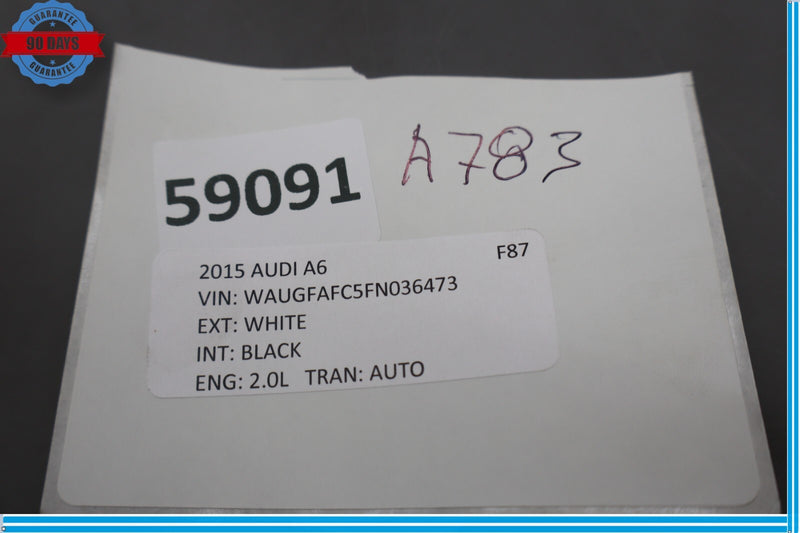 GUARANTEE
90 DAYS
GUARANTEE
A783
59091
2015 AUDI A6 F87
VIN: WAUGFAFC5FN036473
EXT: WHITE
INT: BLACK
ENG: 2.0L TRAN: AUTO